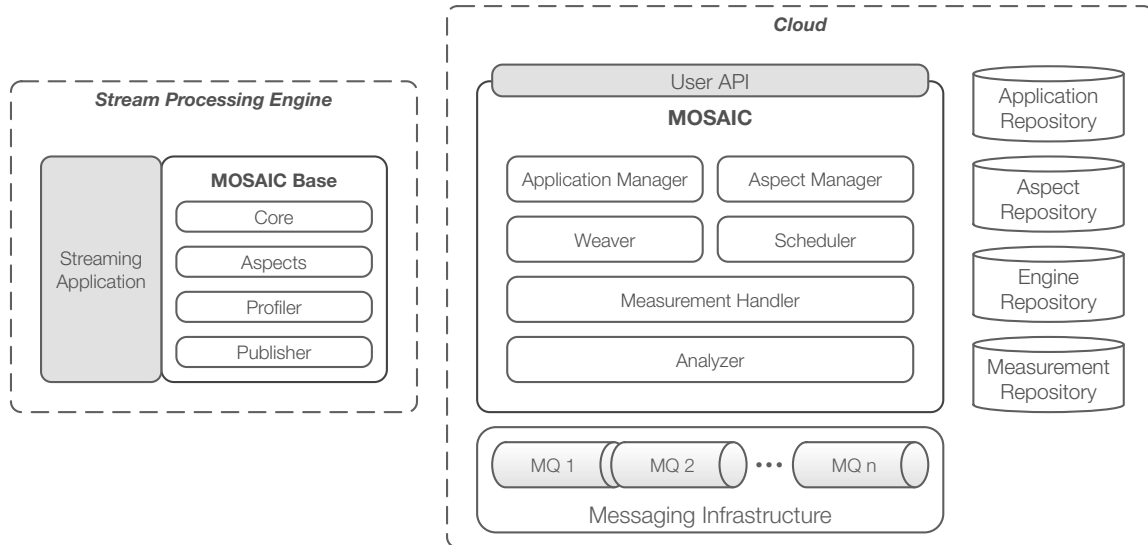 Stream Processing Engine
Streaming
Application
MOSAIC Base
Core
Aspects
Profiler
Publisher
Cloud
User API
MOSAIC
Application Manager
Aspect Manager
Weaver
Scheduler
Measurement Handler
Analyzer
MQ 1
MQ 2
•••
MQ n
Messaging Infrastructure
Application
Repository
Aspect
Repository
Engine
Repository
Measurement
Repository